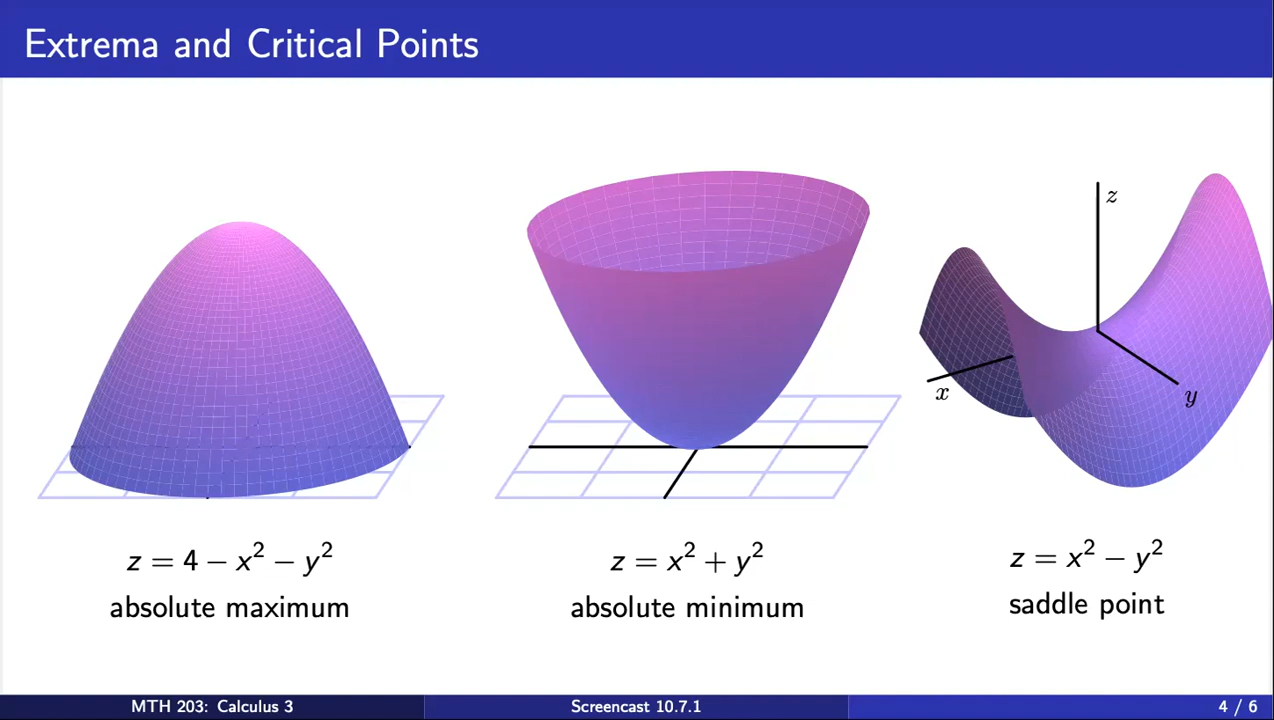 Extrema and Critical Points
z
x
y
z = 4 − x² − y²
absolute maximum
z = x² + y²
absolute minimum
z = x² − y²
saddle point
MTH 203: Calculus 3
Screencast 10.7.1
4 / 6